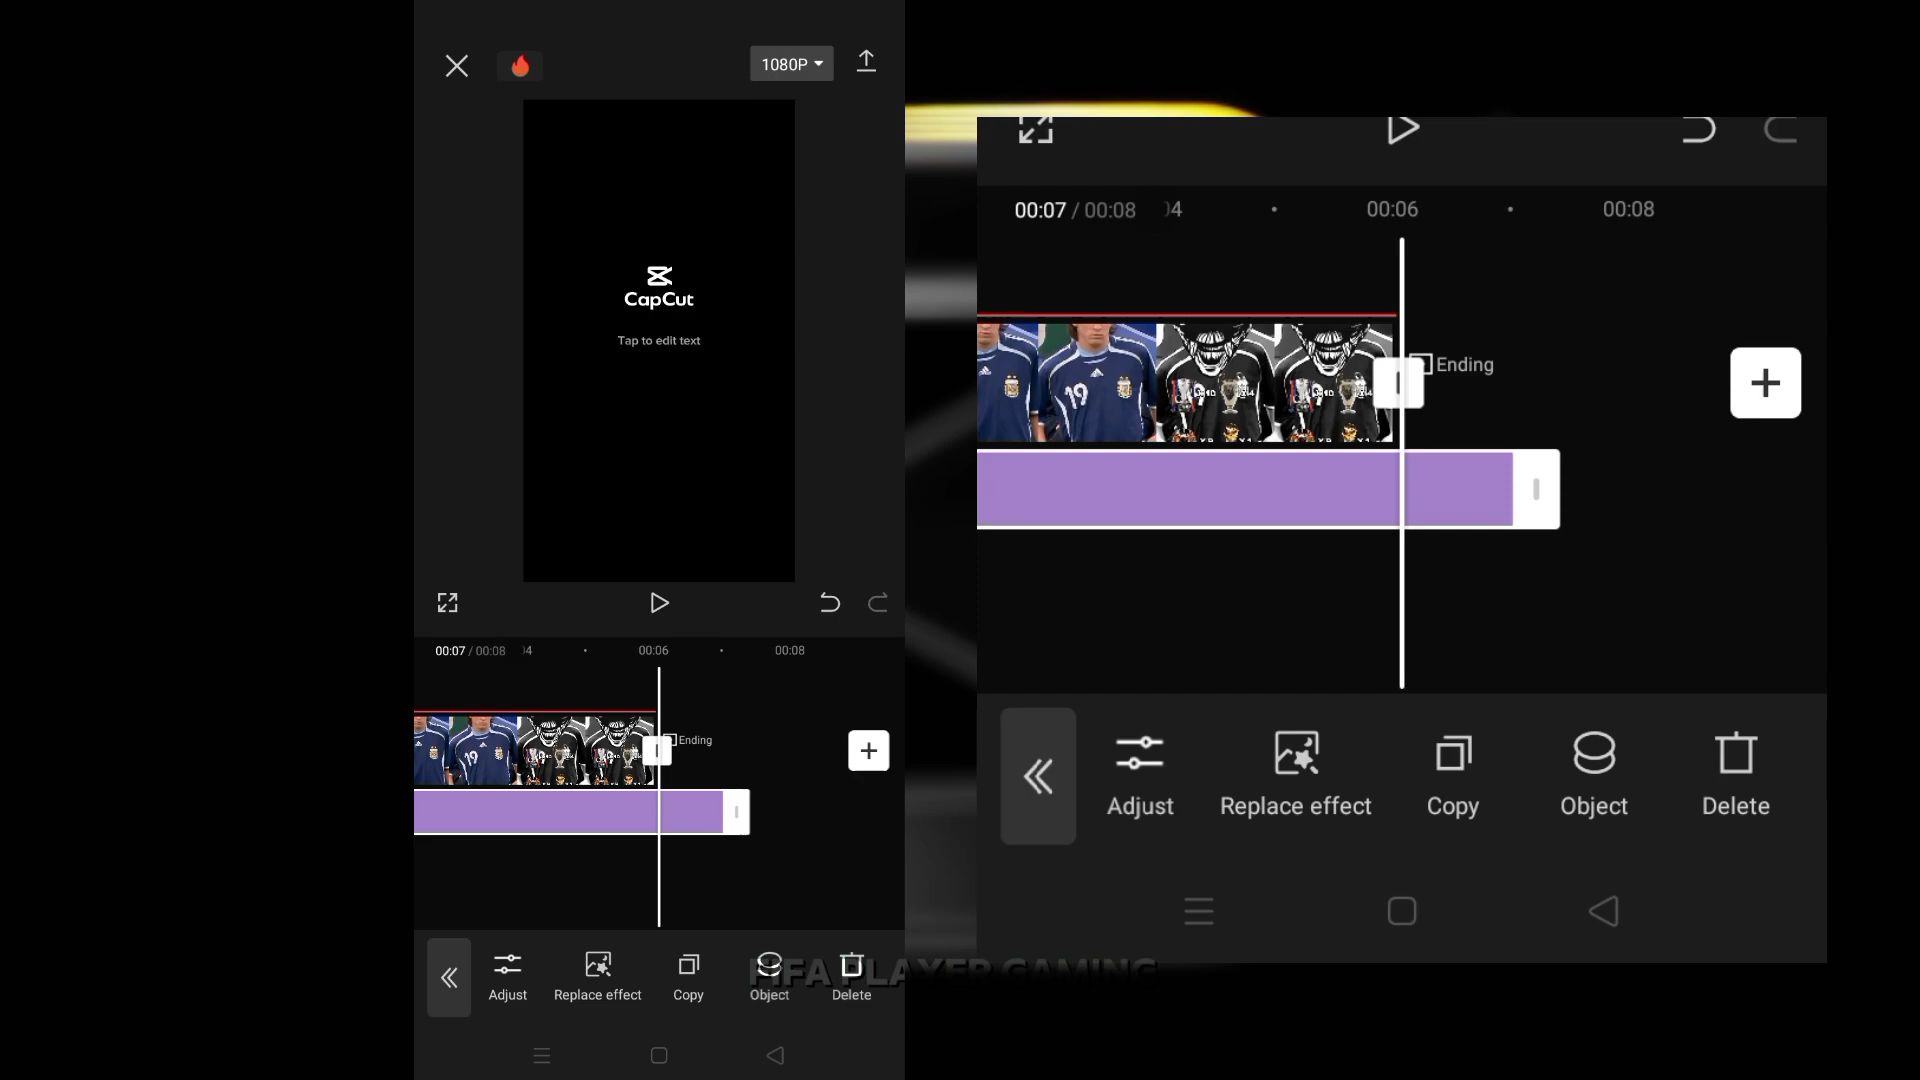 1080P
CapCut
Tap to edit text
00:07 / 00:08
00:06
00:08
Ending
Adjust
Replace effect
Copy
Object
Delete
00:07 / 00:08
00:06
00:08
19
Ending
Adjust
Replace effect
Copy
Object
Delete
FIFA PLAYER GAMING